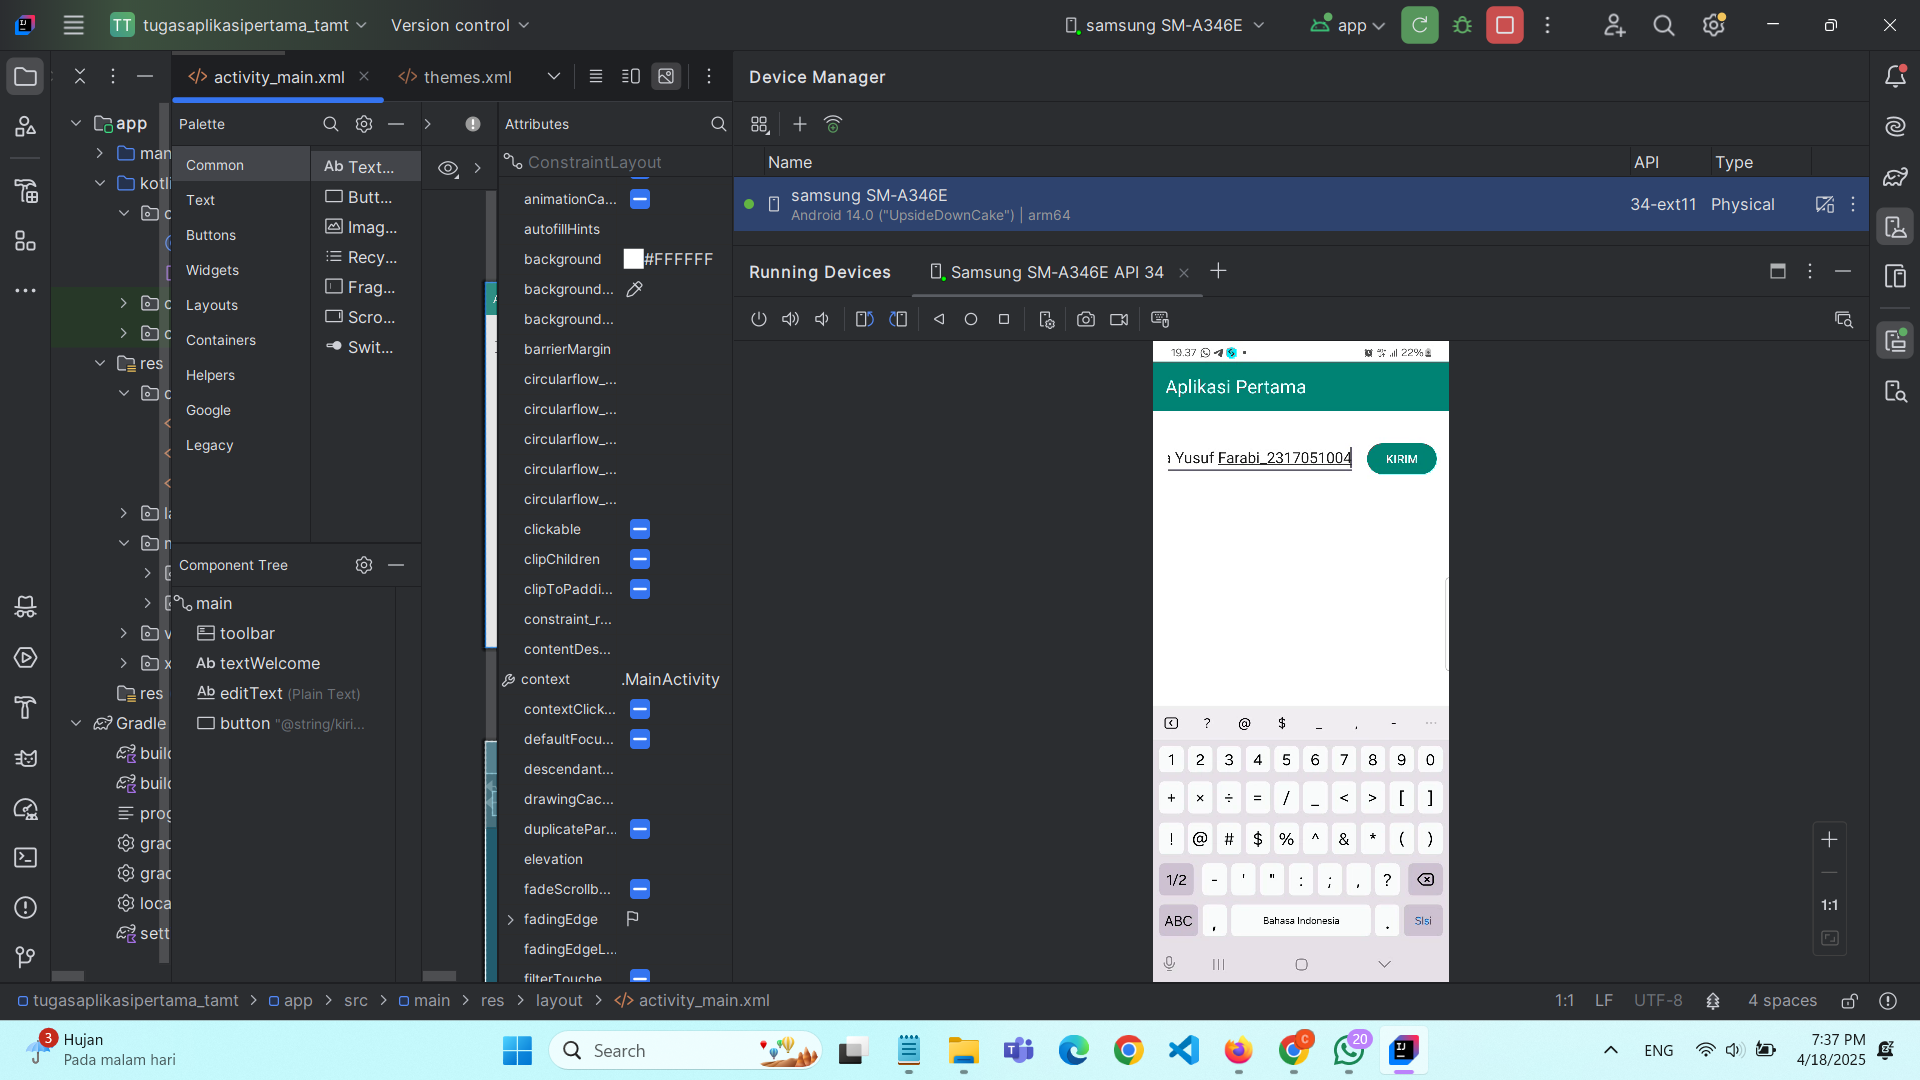 TT tugasaplikasipertama_tamt Version control samsung SM-A346E app
activity_main.xml themes.xml Device Manager
app Palette Attributes
ConstraintLayout Name API Type
Common Ab Text...
Text Butt...
Buttons Imag...
Widgets Recy...
Layouts Frag...
Containers Scro...
Helpers Swit...
Google
Legacy
kotli
res
res
Gradle
build
build
prog
grad
grad
loca
sett
Component Tree
main
toolbar
Ab textWelcome
Ab editText (Plain Text)
button "@string/kiri...
animationCa...
autofillHints
background #FFFFFF
background...
background...
barrierMargin
circularflow_...
circularflow_...
circularflow_...
circularflow_...
circularflow_...
clickable
clipChildren
clipToPaddi...
constraint_r...
contentDes...
context .MainActivity
contextClick...
defaultFocu...
descendant...
drawingCac...
duplicatePar...
elevation
fadeScrollb...
fadingEdge
fadingEdgeL...
filterTouche
samsung SM-A346E 34-ext11 Physical
Android 14.0 ("UpsideDownCake") | arm64
Running Devices Samsung SM-A346E API 34
19.37 22%
Aplikasi Pertama
Yusuf Farabi_2317051004 KIRIM
? @ $ _ , - ...
1 2 3 4 5 6 7 8 9 0
+ × ÷ = / _ < > [ ]
! @ # $ % ^ & * ( )
1/2 - ' " : ; , ?
ABC , Bahasa Indonesia . Slsi
1:1
tugasaplikasipertama_tamt > app > src > main > res > layout > activity_main.xml 1:1 LF UTF-8 4 spaces
3 Hujan
Pada malam hari
Search
20
ENG
7:37 PM
4/18/2025